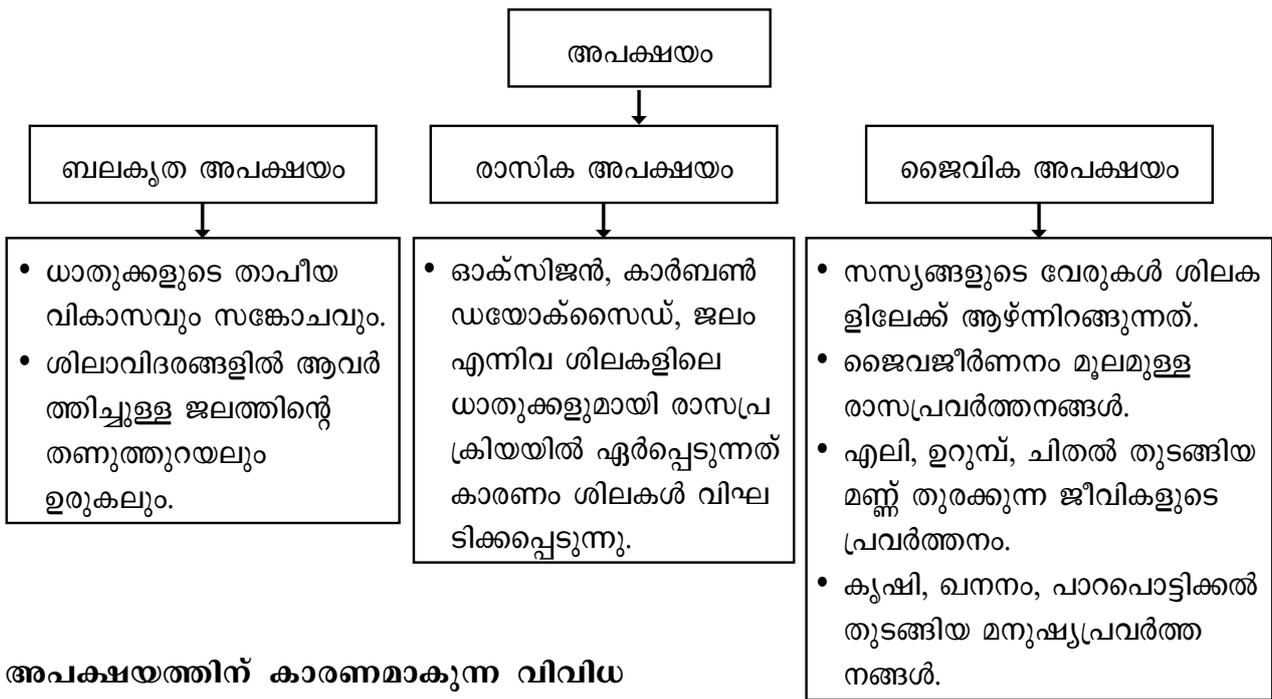 അപക്ഷയം
ബലകൃത അപക്ഷയം
രാസിക അപക്ഷയം
ജൈവിക അപക്ഷയം
• ധാതുക്കളുടെ താപീയ
വികാസവും സങ്കോചവും.
• ശിലാവിദരങ്ങളിൽ ആവർ
ത്തിച്ചുള്ള ജലത്തിന്റെ
തണുത്തുറയലും
ഉരുകലും.
• ഓക്സിജൻ, കാർബൺ
ഡയോക്സൈഡ്, ജലം
എന്നിവ ശിലകളിലെ
ധാതുക്കളുമായി രാസപ്ര
ക്രിയയിൽ ഏർപ്പെടുന്നത്
കാരണം ശിലകൾ വിഘ
ടിക്കപ്പെടുന്നു.
• സസ്യങ്ങളുടെ വേരുകൾ ശിലക
ളിലേക്ക് ആഴ്ന്നിറങ്ങുന്നത്.
• ജൈവജീർണനം മൂലമുള്ള
രാസപ്രവർത്തനങ്ങൾ.
• എലി, ഉറുമ്പ്, ചിതൽ തുടങ്ങിയ
മണ്ണ് തുരക്കുന്ന ജീവികളുടെ
പ്രവർത്തനം.
• കൃഷി, ഖനനം, പാറപൊട്ടിക്കൽ
തുടങ്ങിയ മനുഷ്യപ്രവർത്ത
നങ്ങൾ.
അപക്ഷയത്തിന് കാരണമാകുന്ന വിവിധ